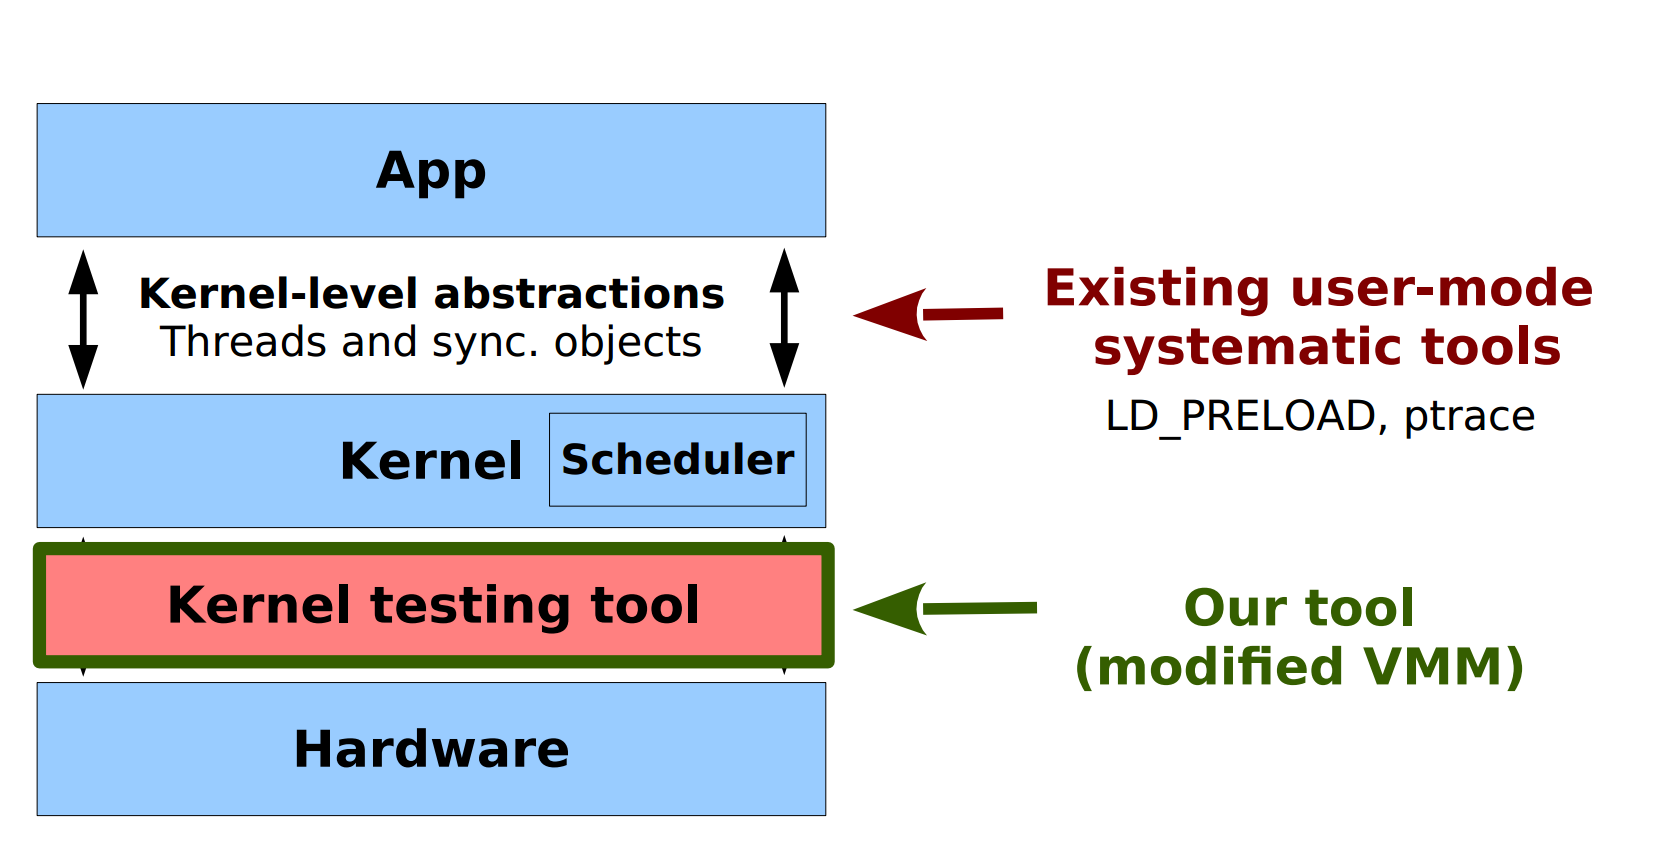 App
Kernel-level abstractions
Threads and sync. objects
Existing user-mode
systematic tools
LD_PRELOAD, ptrace
Kernel
Scheduler
Kernel testing tool
Our tool
(modified VMM)
Hardware